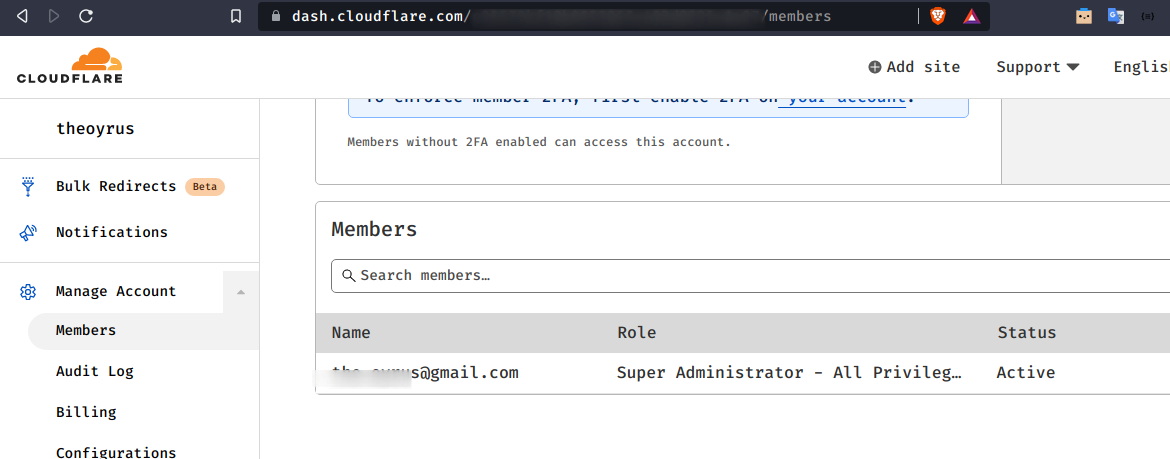 dash.cloudflare.com/ /members
CLOUDFLARE
Add site
Support
English
theoyrus
Bulk Redirects Beta
Notifications
Manage Account
Members
Audit Log
Billing
Configurations
To enforce member 2FA, first enable 2FA on your account.
Members without 2FA enabled can access this account.
Members
Search members…
Name Role Status
s@gmail.com Super Administrator - All Privileg… Active